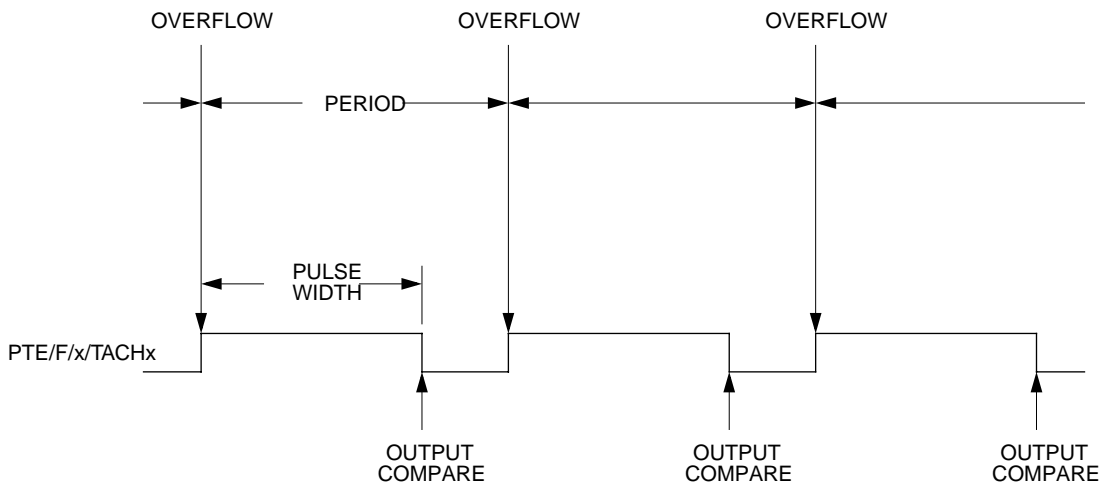 OVERFLOW OVERFLOW OVERFLOW
PERIOD
PULSE
WIDTH
PTE/F/x/TACHx
OUTPUT
COMPARE
OUTPUT
COMPARE
OUTPUT
COMPARE